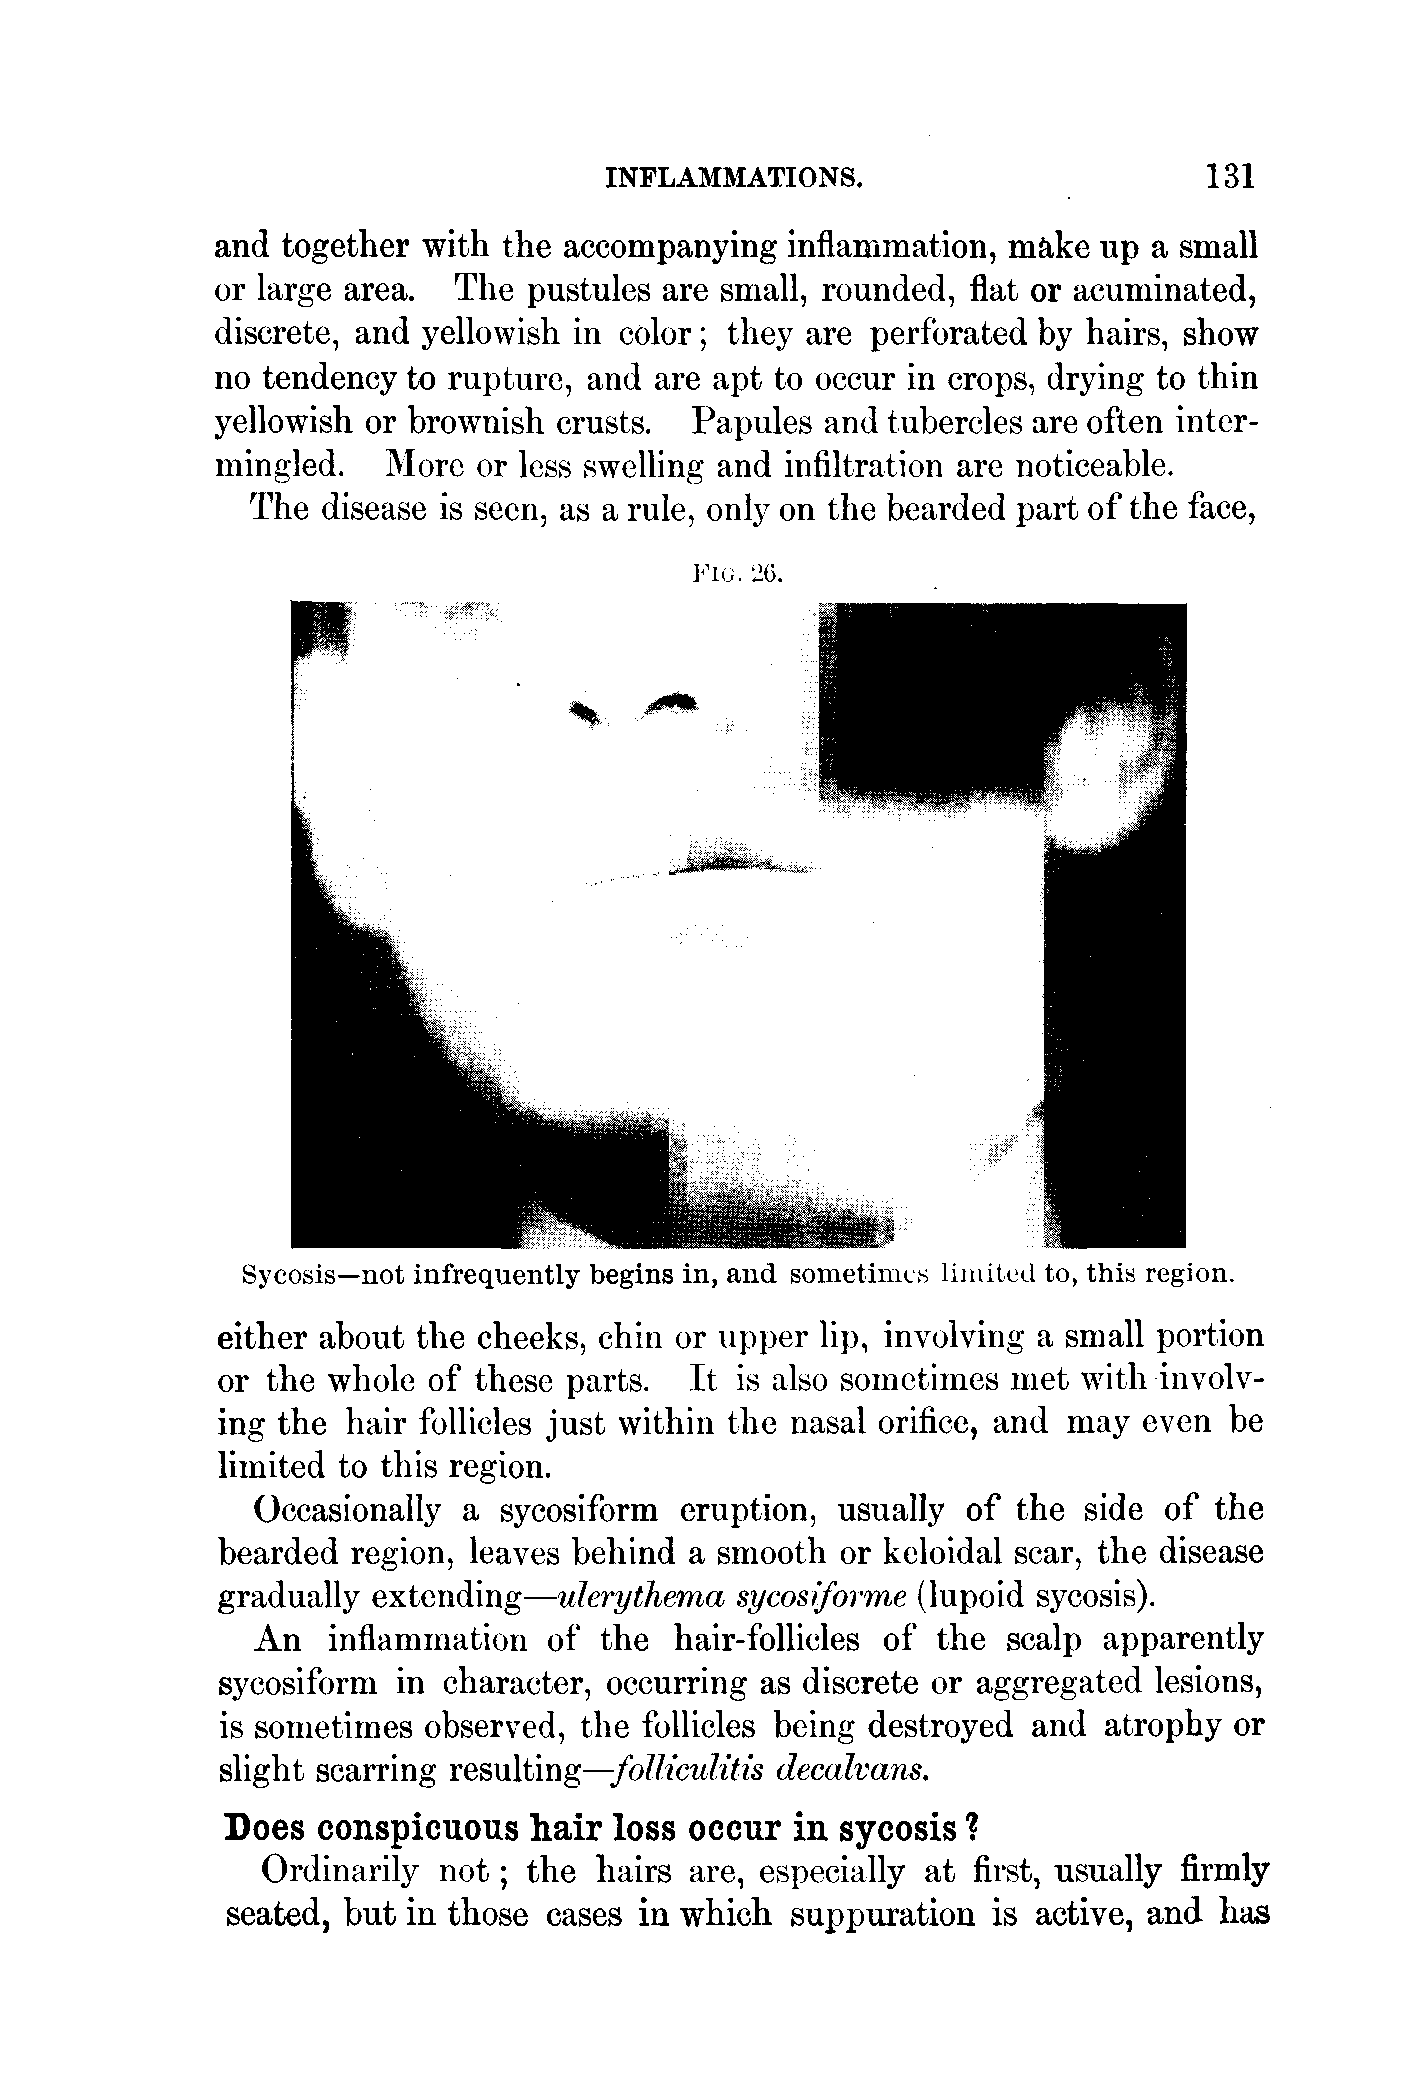 INFLAMMATIONS. 131
and together with the accompanying inflammation, make up a small
or large area. The pustules are small, rounded, flat or acuminated,
discrete, and yellowish in color; they are perforated by hairs, show
no tendency to rupture, and are apt to occur in crops, drying to thin
yellowish or brownish crusts. Papules and tubercles are often inter-
mingled. More or less swelling and infiltration are noticeable.
The disease is seen, as a rule, only on the bearded part of the face,
FIG. 26.
Sycosis—not infrequently begins in, and sometimes limited to, this region.
either about the cheeks, chin or upper lip, involving a small portion
or the whole of these parts. It is also sometimes met with involv-
ing the hair follicles just within the nasal orifice, and may even be
limited to this region.
Occasionally a sycosiform eruption, usually of the side of the
bearded region, leaves behind a smooth or keloidal scar, the disease
gradually extending—ulerythema sycosiforme (lupoid sycosis).
An inflammation of the hair-follicles of the scalp apparently
sycosiform in character, occurring as discrete or aggregated lesions,
is sometimes observed, the follicles being destroyed and atrophy or
slight scarring resulting—folliculitis decalvans.
Does conspicuous hair loss occur in sycosis?
Ordinarily not; the hairs are, especially at first, usually firmly
seated, but in those cases in which suppuration is active, and has